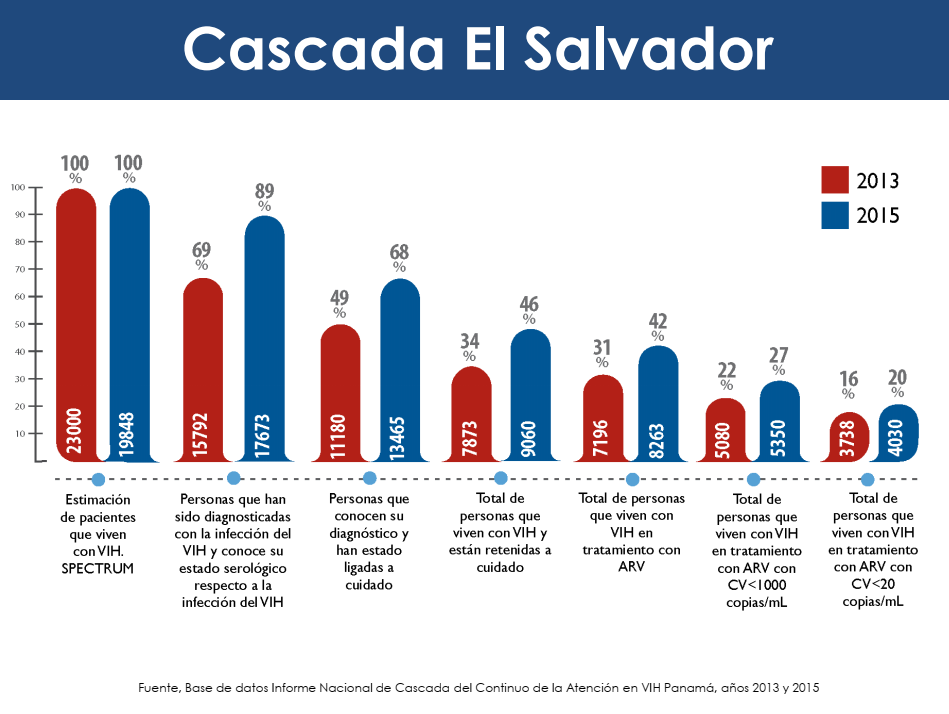 Cascada El Salvador
100
%
100
%
69
%
89
%
49
%
68
%
34
%
46
%
31
%
42
%
22
%
27
%
16
%
20
%
2013
2015
100
90
80
70
60
50
40
30
20
10
23000
19848
15792
17673
11180
13465
7873
9060
7196
8263
5080
5350
3738
4030
Estimación
de pacientes
que viven
con VIH.
SPECTRUM
Personas que han
sido diagnosticadas
con la infección del
VIH y conoce su
estado serológico
respecto a la
infección del VIH
Personas que
conocen su
diagnóstico y
han estado
ligadas a
cuidado
Total de
personas que
viven con VIH y
están retenidas a
cuidado
Total de personas
que viven con
VIH en
tratamiento con
ARV
Total de
personas que
viven con VIH
en tratamiento
con ARV con
CV<1000
copias/mL
Total de
personas que
viven con VIH
en tratamiento
con ARV con
CV<20
copias/mL
Fuente, Base de datos Informe Nacional de Cascada del Continuo de la Atención en VIH Panamá, años 2013 y 2015